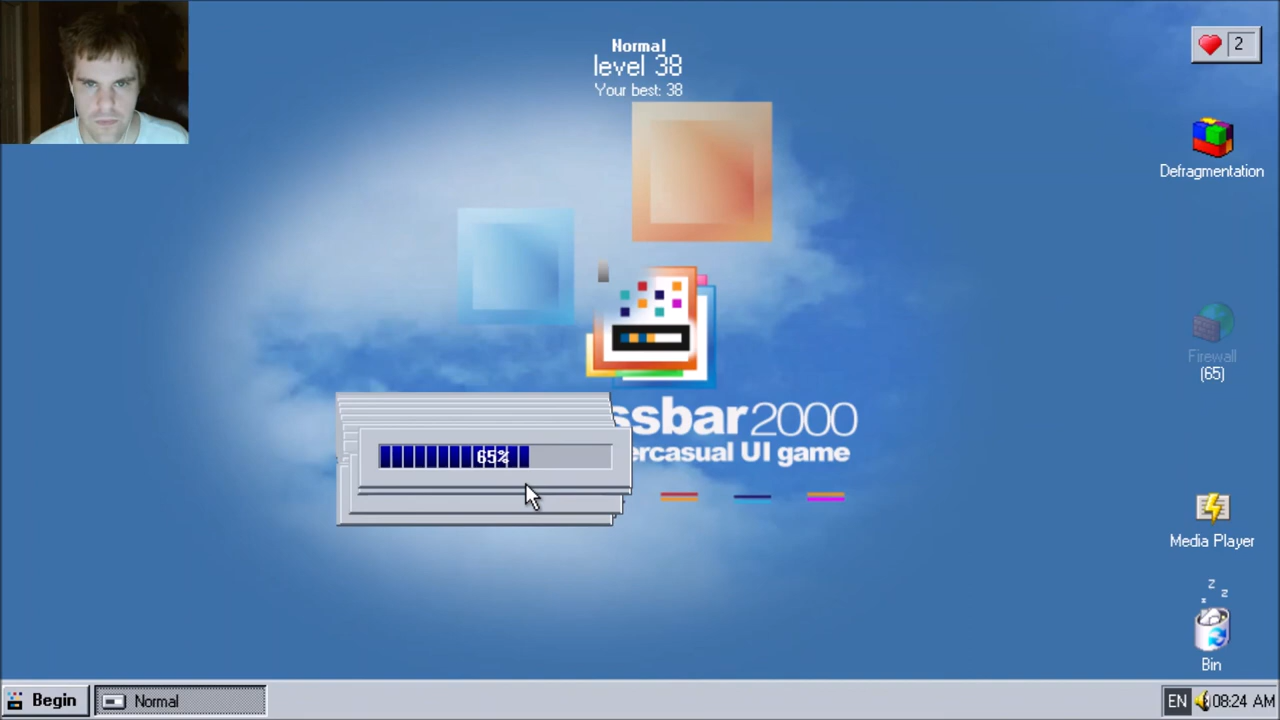 Normal
level 38
Your best: 38
2
Defragmentation
Firewall
(65)
ssbar2000
ercasual UI game
65%
Media Player
z
z
z
Bin
Begin
Normal
EN
08:24 AM